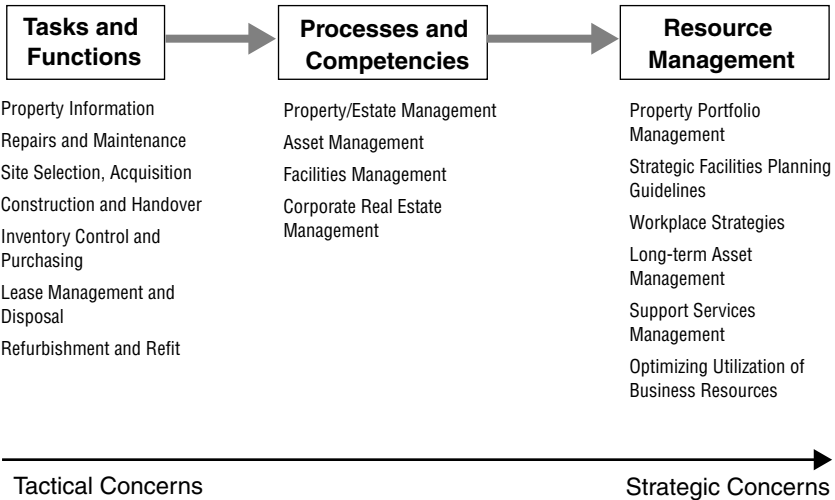 Tasks and
Functions
Processes and
Competencies
Resource
Management
Property Information
Repairs and Maintenance
Site Selection, Acquisition
Construction and Handover
Inventory Control and
Purchasing
Lease Management and
Disposal
Refurbishment and Refit
Property/Estate Management
Asset Management
Facilities Management
Corporate Real Estate
Management
Property Portfolio
Management
Strategic Facilities Planning
Guidelines
Workplace Strategies
Long-term Asset
Management
Support Services
Management
Optimizing Utilization of
Business Resources
Tactical Concerns
Strategic Concerns